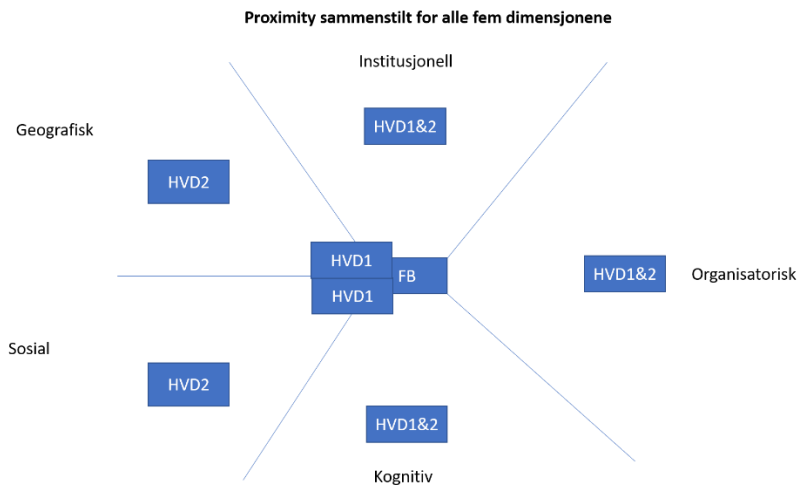 Proximity sammenstilt for alle fem dimensjonene
Institusjonell
HVD1&2
Geografisk
HVD2
HVD1
FB
HVD1
HVD1&2
Organisatorisk
Sosial
HVD2
HVD1&2
Kognitiv